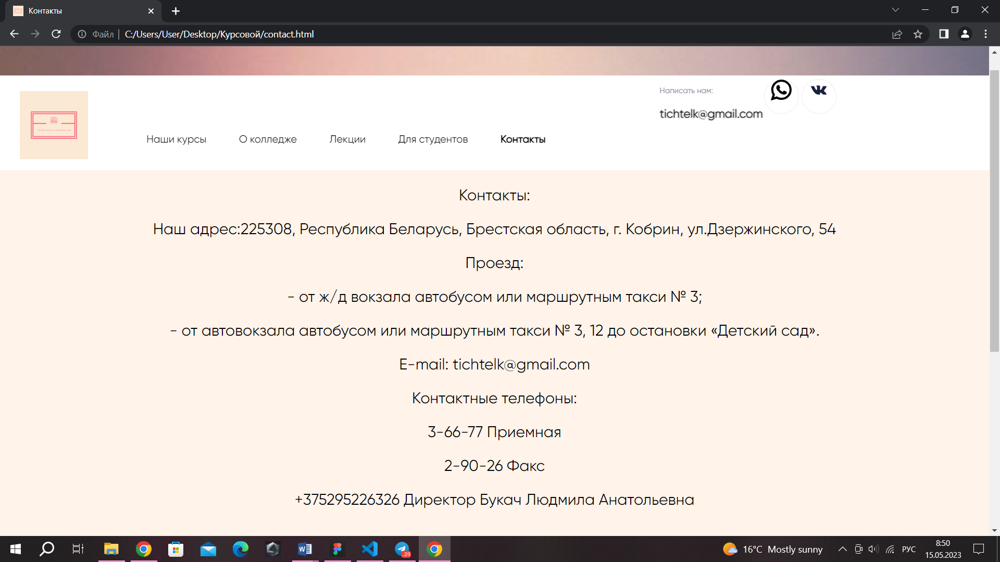 Контакты
Файл
C:/Users/User/Desktop/Курсовой/contact.html
Написать нам:
tichtelk@gmail.com
Наши курсы
О колледже
Лекции
Для студентов
Контакты
Контакты:
Наш адрес:225308, Республика Беларусь, Брестская область, г. Кобрин, ул.Дзержинского, 54
Проезд:
- от ж/д вокзала автобусом или маршрутным такси № 3;
- от автовокзала автобусом или маршрутным такси № 3, 12 до остановки «Детский сад».
E-mail: tichtelk@gmail.com
Контактные телефоны:
3-66-77 Приемная
2-90-26 Факс
+375295226326 Директор Букач Людмила Анатольевна
16°C Mostly sunny
РУС
8:50
15.05.2023